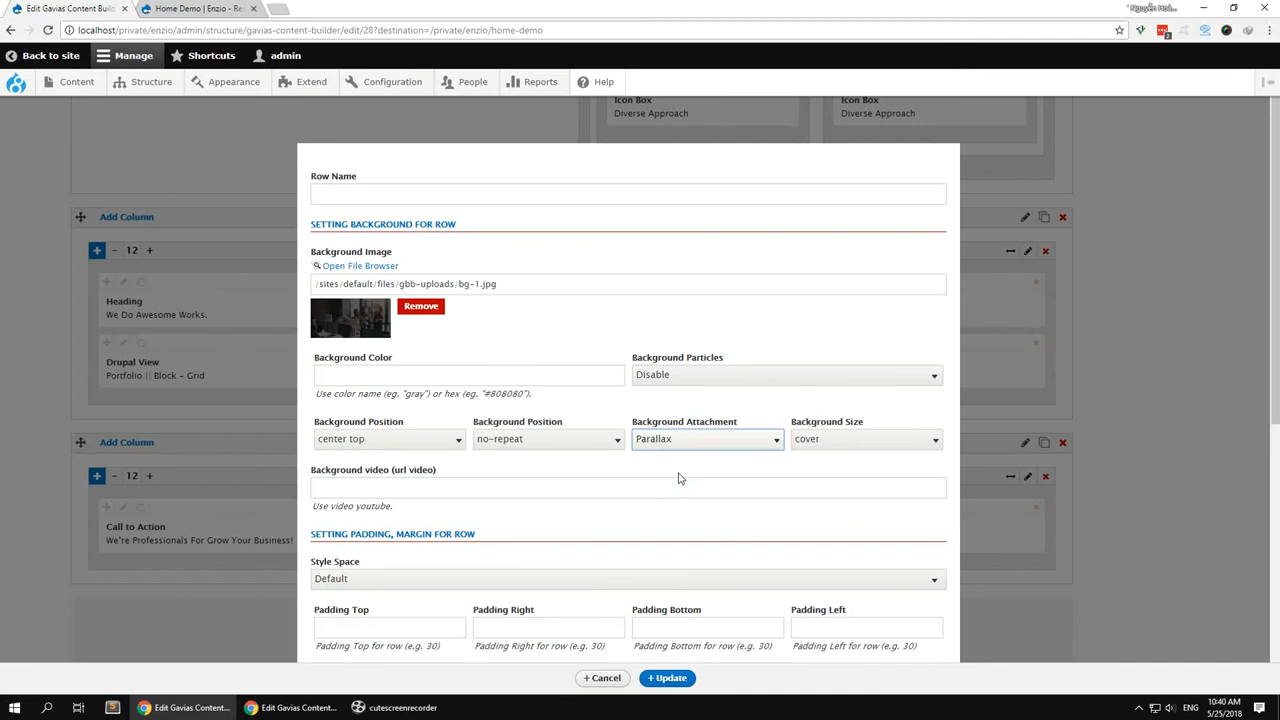 Edit Gavias Content Buil
Home Demo | Enzio - Res
localhost/private/enzio/admin/structure/gavias-content-builder/edit/28?destination=/private/enzio/home-demo
Back to site
Manage
Shortcuts
admin
Content
Structure
Appearance
Extend
Configuration
People
Reports
Help
Icon Box
Diverse Approach
Icon Box
Diverse Approach
Row Name
Add Column
SETTING BACKGROUND FOR ROW
- 12 +
Background Image
Open File Browser
/sites/default/files/gbb-uploads/bg-1.jpg
Heading
We Do Awesome Works.
Remove
Drupal View
Portfolio || Block - Grid
Background Color
Background Particles
Disable
Use color name (eg. "gray") or hex (eg. "#808080").
Background Position
Background Position
Background Attachment
Background Size
center top
no-repeat
Parallax
cover
Add Column
Background video (url video)
- 12 +
Use video youtube.
Call to Action
We're Professionals For Grow Your Business!
SETTING PADDING, MARGIN FOR ROW
Style Space
Default
Padding Top
Padding Right
Padding Bottom
Padding Left
Padding Top for row (e.g. 30)
Padding Right for row (e.g. 30)
Padding Bottom for row (e.g. 30)
Padding Left for row (e.g. 30)
+ Cancel
+ Update
Edit Gavias Content...
Edit Gavias Content...
cutescreenrecorder
ENG
10:40 AM
5/25/2018